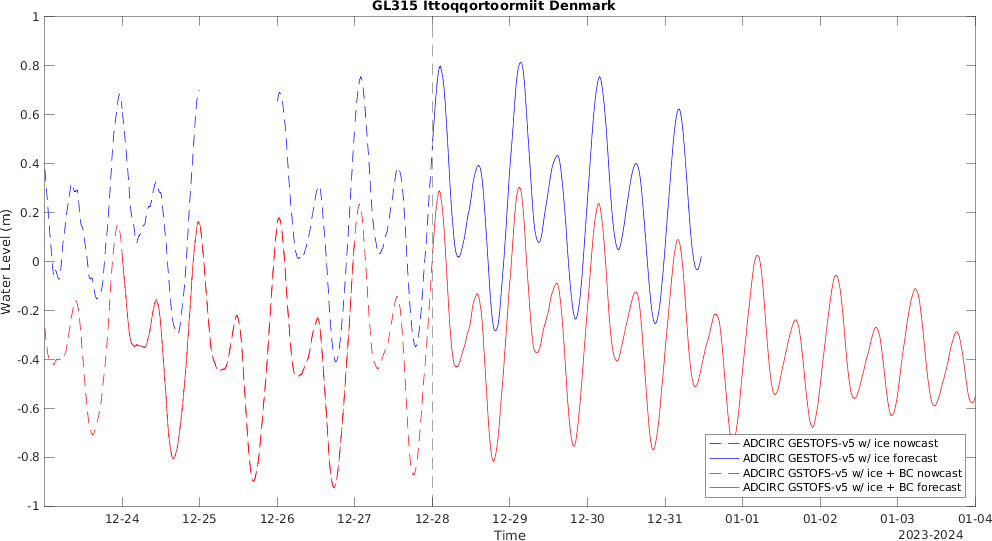 GL315 Ittoqqortoormiit Denmark
1
0.8
0.6
0.4
0.2
0
-0.2
-0.4
-0.6
-0.8
-1
Water Level (m)
12-24 12-25 12-26 12-27 12-28 12-29 12-30 12-31 01-01 01-02 01-03 01-04
Time
2023-2024
ADCIRC GESTOFS-v5 w/ ice nowcast
ADCIRC GESTOFS-v5 w/ ice forecast
ADCIRC GSTOFS-v5 w/ ice + BC nowcast
ADCIRC GSTOFS-v5 w/ ice + BC forecast